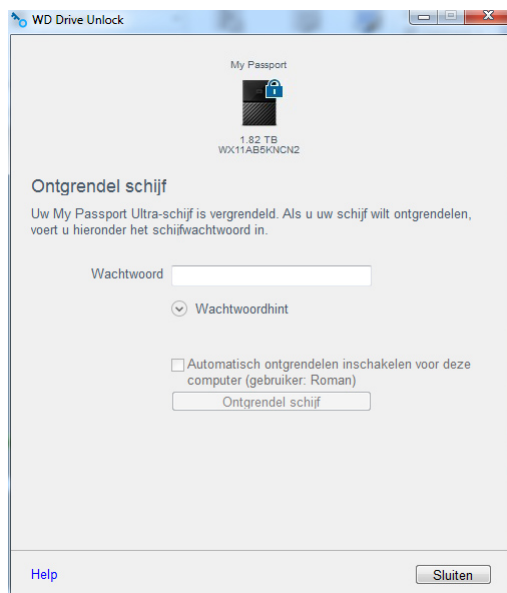 WD Drive Unlock
My Passport
1.82 TB
WX11AB5KNCN2
Ontgrendel schijf
Uw My Passport Ultra-schijf is vergrendeld. Als u uw schijf wilt ontgrendelen,
voert u hieronder het schijfwachtwoord in.
Wachtwoord
Wachtwoordhint
Automatisch ontgrendelen inschakelen voor deze
computer (gebruiker: Roman)
Ontgrendel schijf
Help
Sluiten